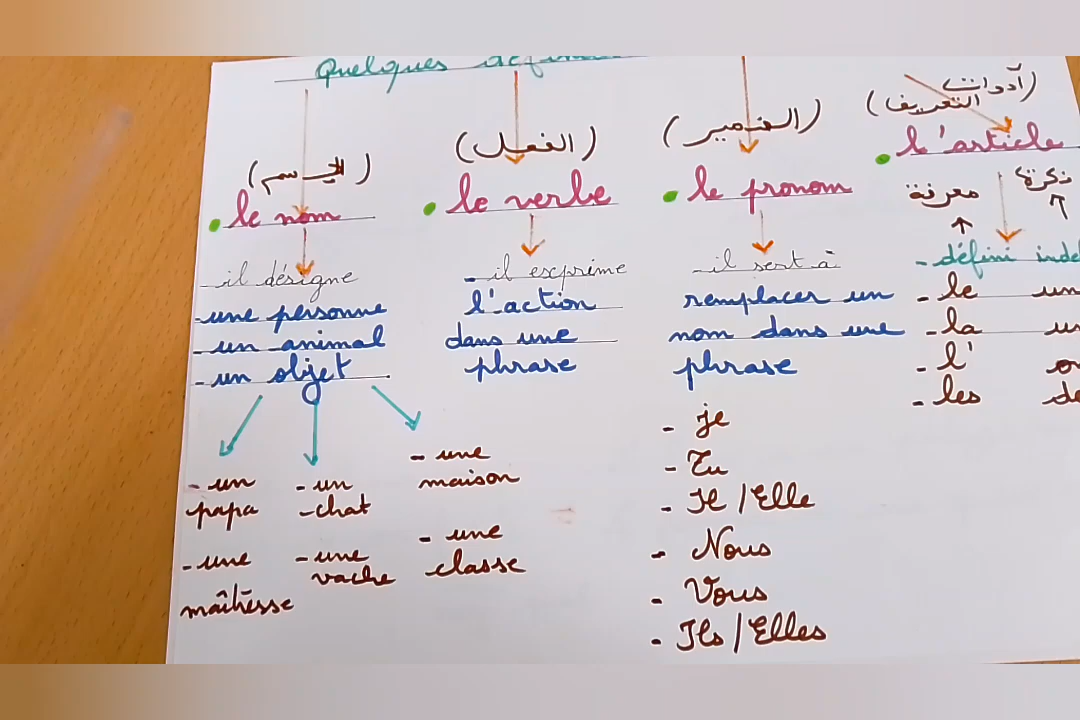 Quelques
(الإسم)
• le nom
- il désigne
- une personne
- un animal
- un objet
- un papa
- une maîtresse
- un
- chat
- une vache
- une maison
- une classe
(الفعل)
• le verbe
- il exprime
l'action
dans une
phrase
(الضمير)
• le pronom
- il sert à
remplacer un
nom dans une
phrase
- je
- Tu
- Il / Elle
- Nous
- Vous
- Ils / Elles
(أدوات
التعريف)
• l'article
معرفة نكرة
- défini
- le un
- la
- l'
- les